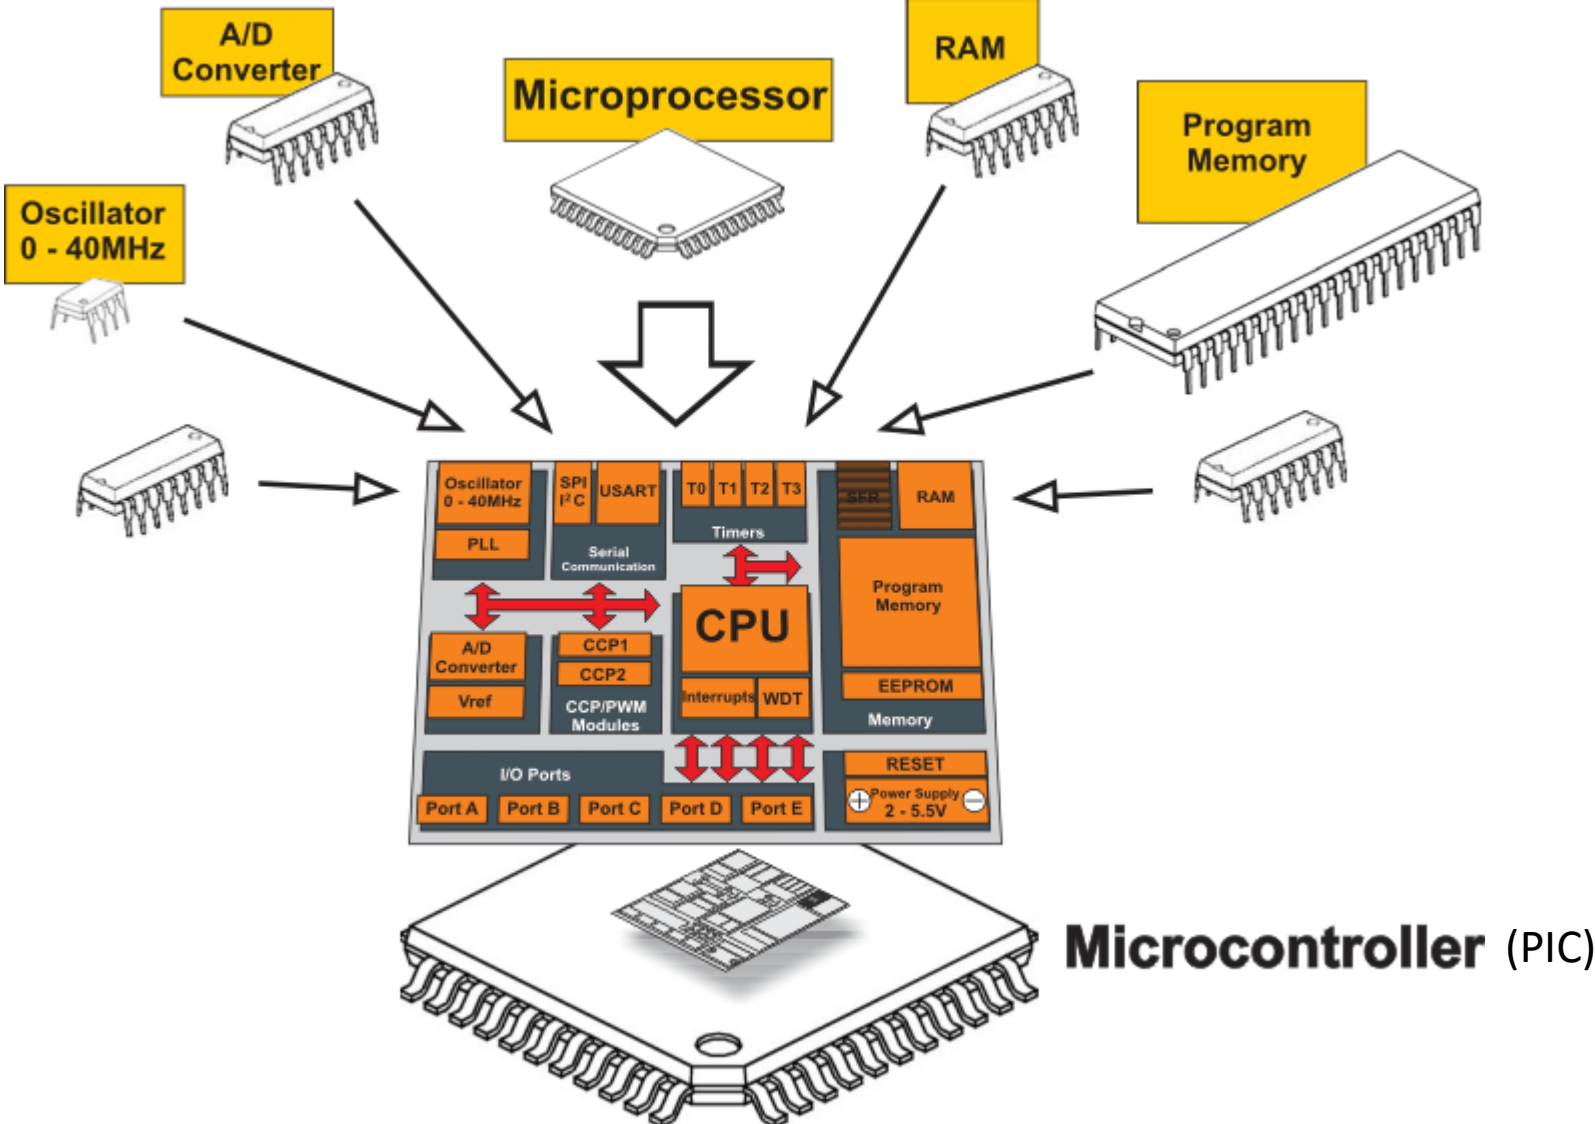 A/D
Converter
Microprocessor
RAM
Program
Memory
Oscillator
0 - 40MHz
Oscillator
0 - 40MHz
PLL
SPI
I²C
USART
Serial
Communication
T0 T1 T2 T3
Timers
SFR
RAM
Program
Memory
EEPROM
Memory
A/D
Converter
Vref
CCP1
CCP2
CCP/PWM
Modules
CPU
Interrupts WDT
I/O Ports
Port A Port B Port C Port D Port E
RESET
+ Power Supply −
2 - 5.5V
Microcontroller (PIC)